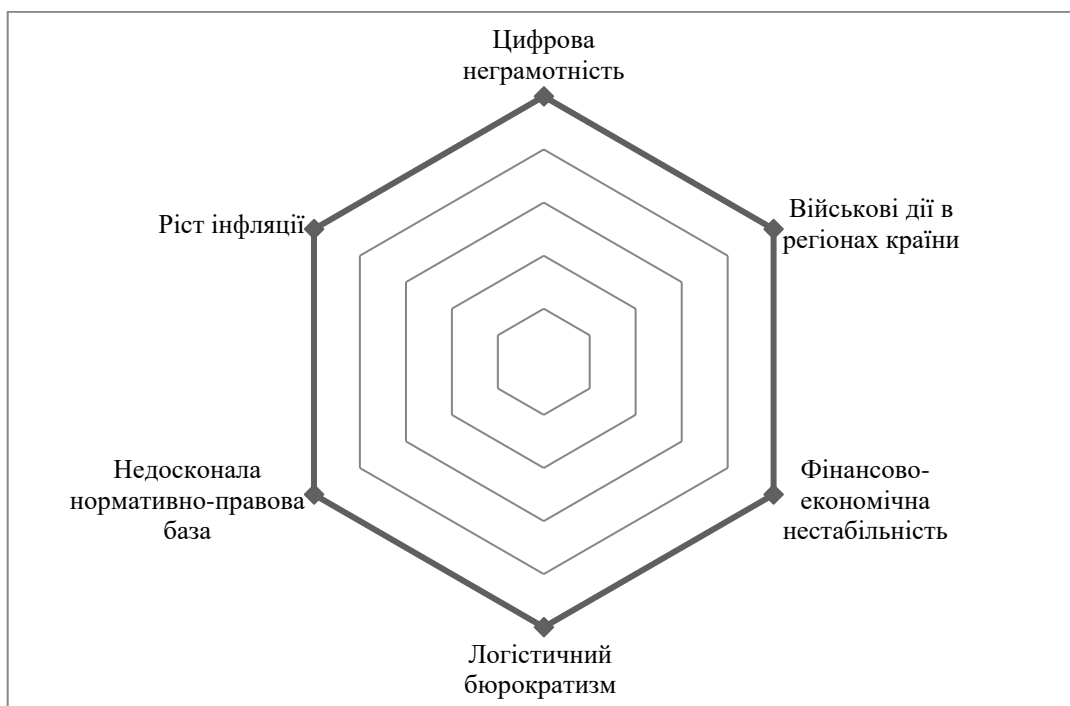 Цифрова
неграмотність
Військові дії в
регіонах країни
Фінансово-
економічна
нестабільність
Логістичний
бюрократизм
Недосконала
нормативно-правова
база
Ріст інфляції